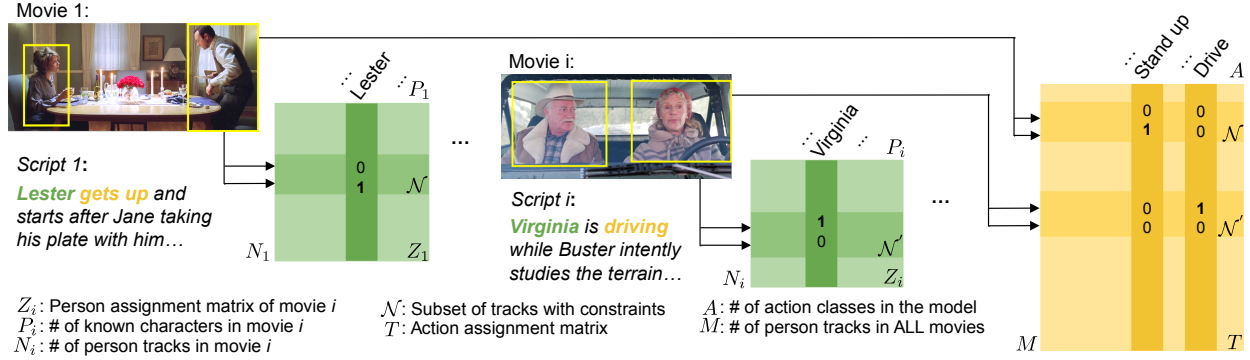 Movie 1:
Script 1:
Lester gets up and
starts after Jane taking
his plate with him…
… Lester …
P₁
0
1
𝒩
N₁
Z₁
...
Movie i:
Script i:
Virginia is driving
while Buster intently
studies the terrain…
… Virginia …
Pᵢ
1
0
𝒩'
Nᵢ
Zᵢ
...
… Stand up … Drive
A
0 0
1 0
𝒩
0 1
0 0
𝒩'
M
T
Zᵢ: Person assignment matrix of movie i
Pᵢ: # of known characters in movie i
Nᵢ: # of person tracks in movie i
𝒩: Subset of tracks with constraints
T: Action assignment matrix
A: # of action classes in the model
M: # of person tracks in ALL movies